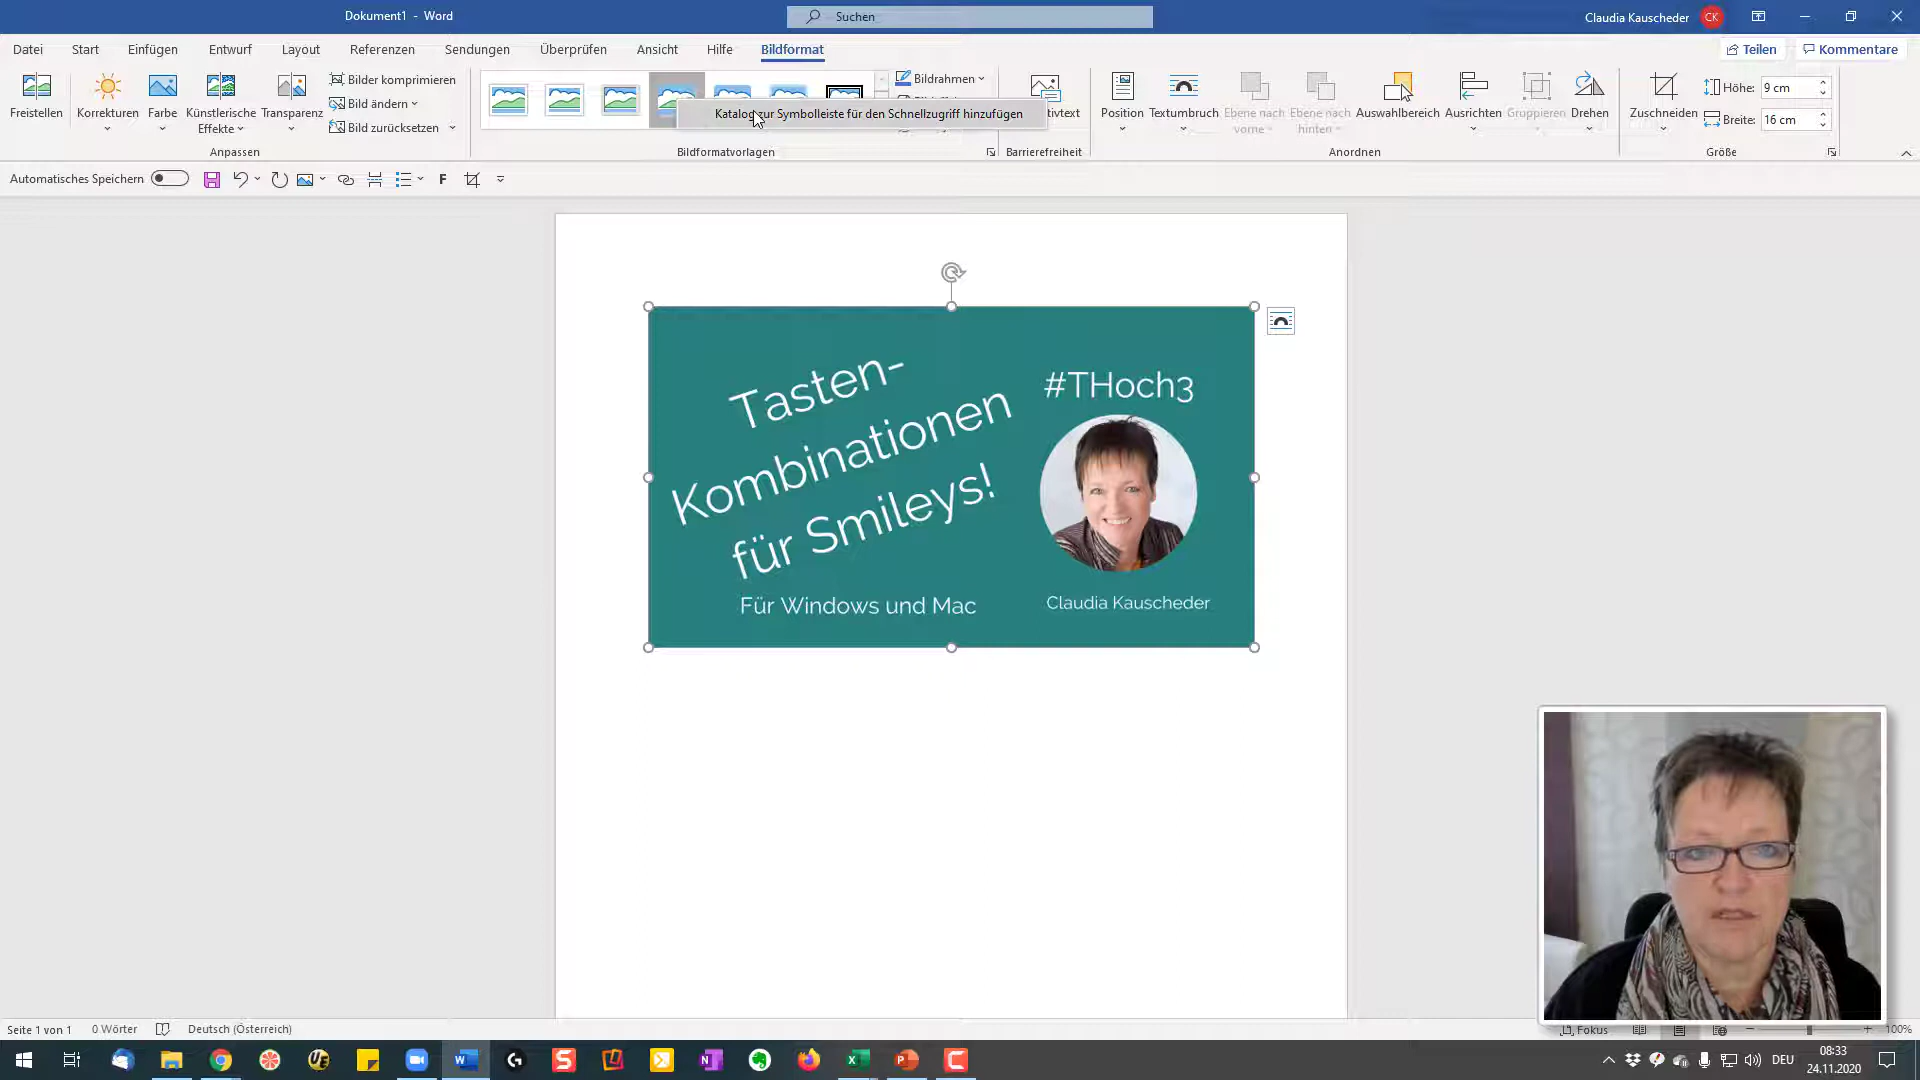 Dokument1 - Word
Suchen
Claudia Kauscheder
CK
Datei
Start
Einfügen
Entwurf
Layout
Referenzen
Sendungen
Überprüfen
Ansicht
Hilfe
Bildformat
Teilen
Kommentare
Freistellen
Korrekturen
Farbe
Künstlerische
Effekte
Transparenz
Bilder komprimieren
Bild ändern
Bild zurücksetzen
Anpassen
Katalog zur Symbolleiste für den Schnellzugriff hinzufügen
Bildrahmen
Bildformatvorlagen
Barrierefreiheit
Position
Textumbruch
Ebene nach
vorne
Ebene nach
hinten
Auswahlbereich
Ausrichten
Gruppieren
Drehen
Anordnen
Zuschneiden
Höhe: 9 cm
Breite: 16 cm
Größe
Automatisches Speichern
F
Tasten-
Kombinationen
für Smileys!
Für Windows und Mac
#THoch3
Claudia Kauscheder
Seite 1 von 1
0 Wörter
Deutsch (Österreich)
Fokus
100%
DEU
08:33
24.11.2020